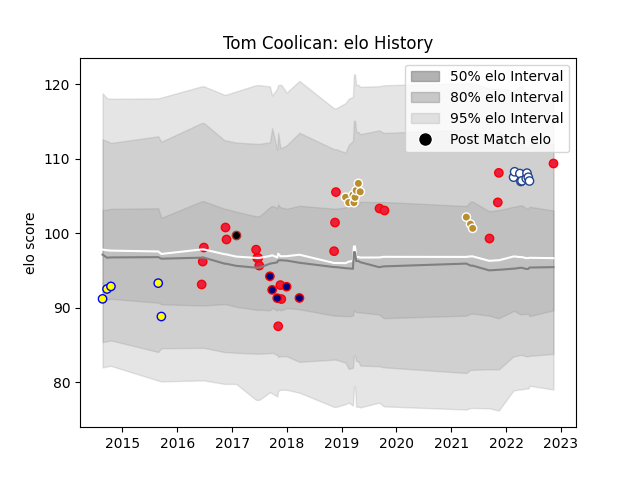 Tom Coolican: elo History
50% elo Interval
80% elo Interval
95% elo Interval
Post Match elo
elo score
120
110
100
90
80
2015 2016 2017 2018 2019 2020 2021 2022 2023